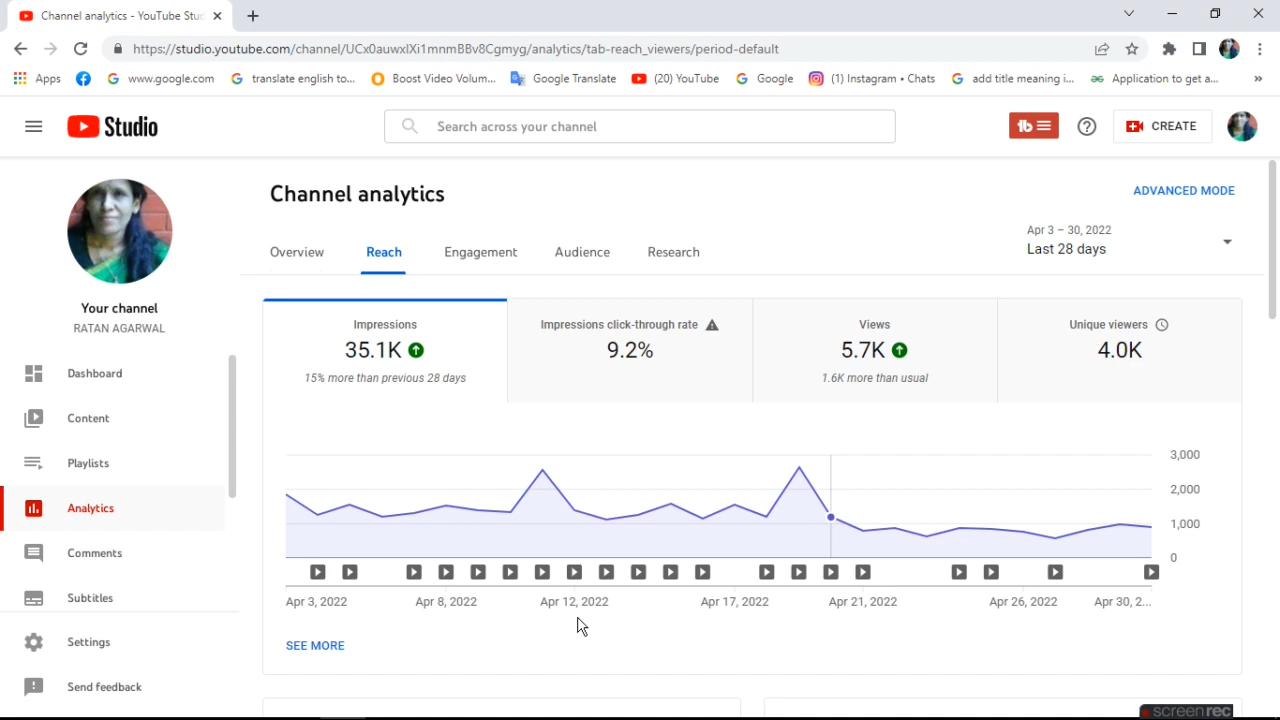 Channel analytics - YouTube Stu
https://studio.youtube.com/channel/UCx0auwxlXi1mnmBBv8Cgmyg/analytics/tab-reach_viewers/period-default
Apps www.google.com translate english to... Boost Video Volum... Google Translate (20) YouTube Google (1) Instagram • Chats add title meaning i... Application to get a... »
Studio
Search across your channel
tb
CREATE
Your channel
RATAN AGARWAL
Dashboard
Content
Playlists
Analytics
Comments
Subtitles
Settings
Send feedback
Channel analytics
ADVANCED MODE
Overview Reach Engagement Audience Research
Apr 3 – 30, 2022
Last 28 days
Impressions
35.1K
15% more than previous 28 days
Impressions click-through rate
9.2%
Views
5.7K
1.6K more than usual
Unique viewers
4.0K
3,000
2,000
1,000
0
Apr 3, 2022 Apr 8, 2022 Apr 12, 2022 Apr 17, 2022 Apr 21, 2022 Apr 26, 2022 Apr 30, 2...
SEE MORE
screenrec